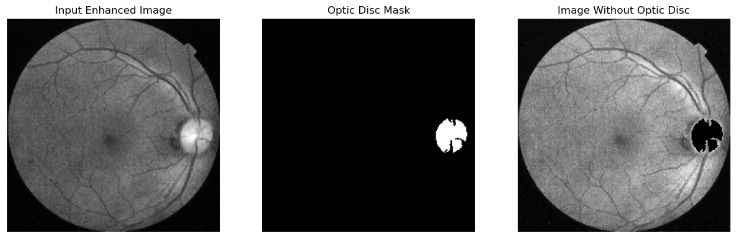 Input Enhanced Image
Optic Disc Mask
Image Without Optic Disc